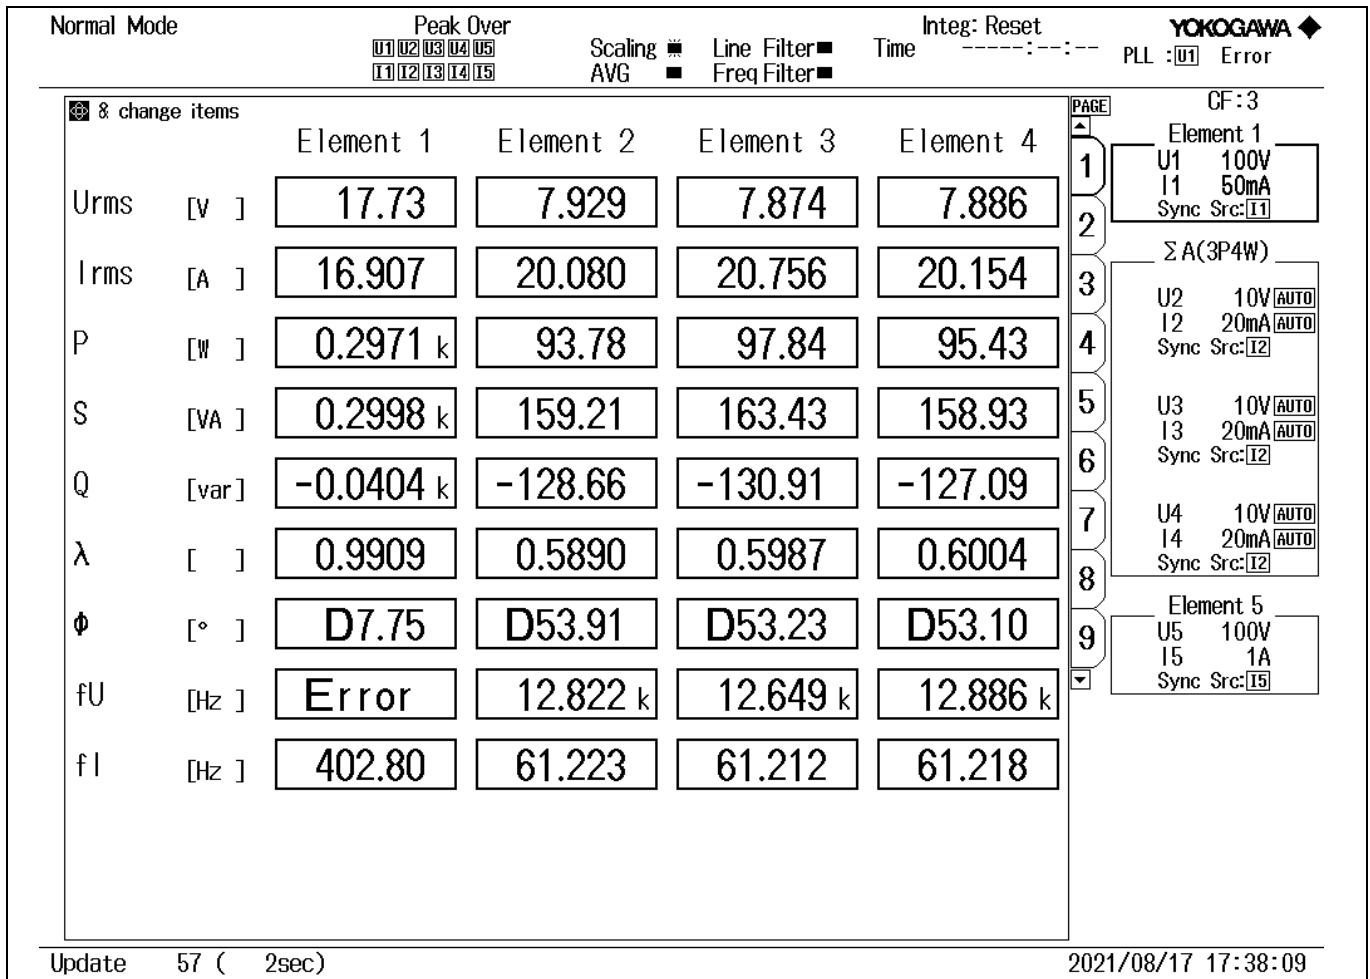 Normal Mode Peak Over Integ: Reset YOKOGAWA
U1 U2 U3 U4 U5 Scaling Line Filter Time -----:--:-- PLL :U1 Error
I1 I2 I3 I4 I5 AVG Freq Filter
& change items PAGE CF:3
Element 1 Element 2 Element 3 Element 4
Urms [V ] 17.73 7.929 7.874 7.886
Irms [A ] 16.907 20.080 20.756 20.154
P [W ] 0.2971 k 93.78 97.84 95.43
S [VA ] 0.2998 k 159.21 163.43 158.93
Q [var] -0.0404 k -128.66 -130.91 -127.09
λ [ ] 0.9909 0.5890 0.5987 0.6004
Φ [° ] D7.75 D53.91 D53.23 D53.10
fU [Hz ] Error 12.822 k 12.649 k 12.886 k
fI [Hz ] 402.80 61.223 61.212 61.218
1
2
3
4
5
6
7
8
9
Element 1
U1 100V
I1 50mA
Sync Src:I1
ΣA(3P4W)
U2 10V AUTO
I2 20mA AUTO
Sync Src:I2
U3 10V AUTO
I3 20mA AUTO
Sync Src:I2
U4 10V AUTO
I4 20mA AUTO
Sync Src:I2
Element 5
U5 100V
I5 1A
Sync Src:I5
Update 57 ( 2sec) 2021/08/17 17:38:09